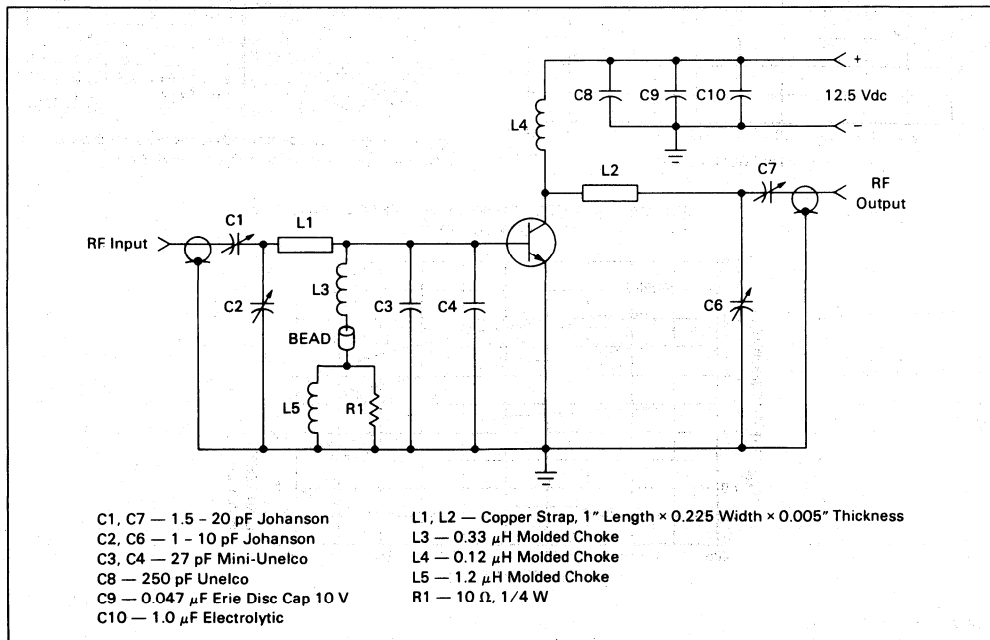 +
C8
C9
C10
12.5 Vdc
−
L4
C7
L2
RF
Output
C1
L1
RF Input
L3
C2
C3
C4
C6
BEAD
L5
R1
C1, C7 — 1.5 – 20 pF Johanson
C2, C6 — 1 – 10 pF Johanson
C3, C4 — 27 pF Mini-Unelco
C8 — 250 pF Unelco
C9 — 0.047 μF Erie Disc Cap 10 V
C10 — 1.0 μF Electrolytic
L1, L2 — Copper Strap, 1″ Length × 0.225 Width × 0.005″ Thickness
L3 — 0.33 μH Molded Choke
L4 — 0.12 μH Molded Choke
L5 — 1.2 μH Molded Choke
R1 — 10 Ω, 1/4 W